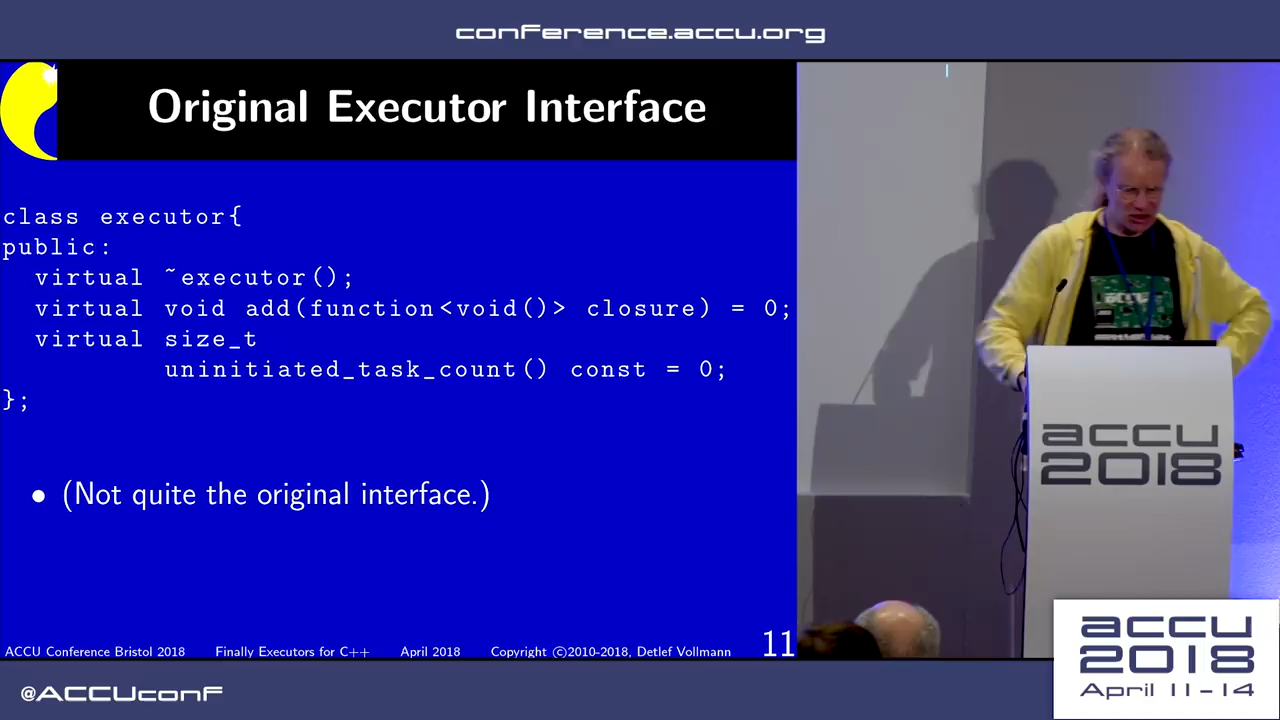 conference.accu.org
Original Executor Interface
class executor{
public:
virtual ~executor();
virtual void add(function<void()> closure) = 0;
virtual size_t
uninitiated_task_count() const = 0;
};
• (Not quite the original interface.)
ACCU Conference Bristol 2018 Finally Executors for C++ April 2018 Copyright ©2010-2018, Detlef Vollmann 11
accu
2018
accu
2018
April 11-14
@ACCUconf